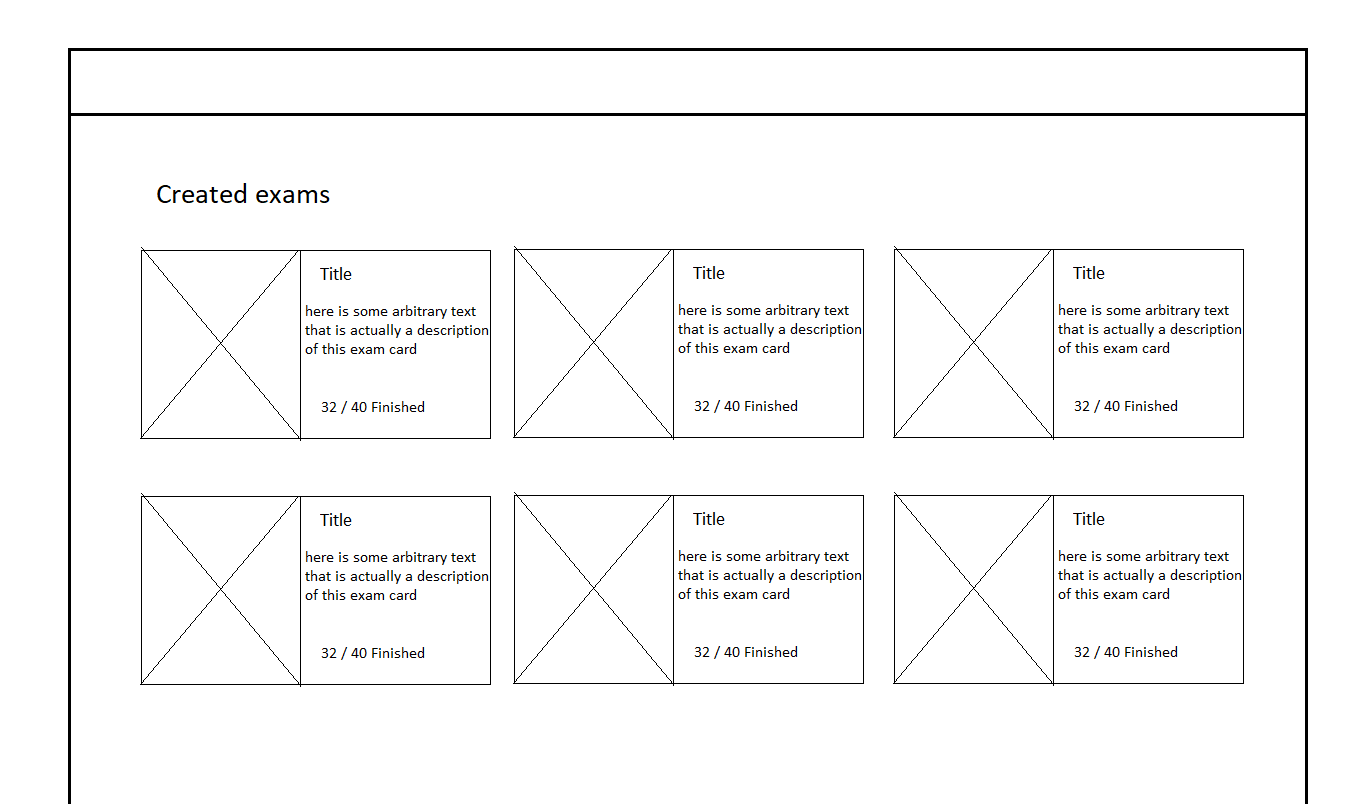 Created exams
Title
here is some arbitrary text
that is actually a description
of this exam card
32 / 40 Finished
Title
here is some arbitrary text
that is actually a description
of this exam card
32 / 40 Finished
Title
here is some arbitrary text
that is actually a description
of this exam card
32 / 40 Finished
Title
here is some arbitrary text
that is actually a description
of this exam card
32 / 40 Finished
Title
here is some arbitrary text
that is actually a description
of this exam card
32 / 40 Finished
Title
here is some arbitrary text
that is actually a description
of this exam card
32 / 40 Finished